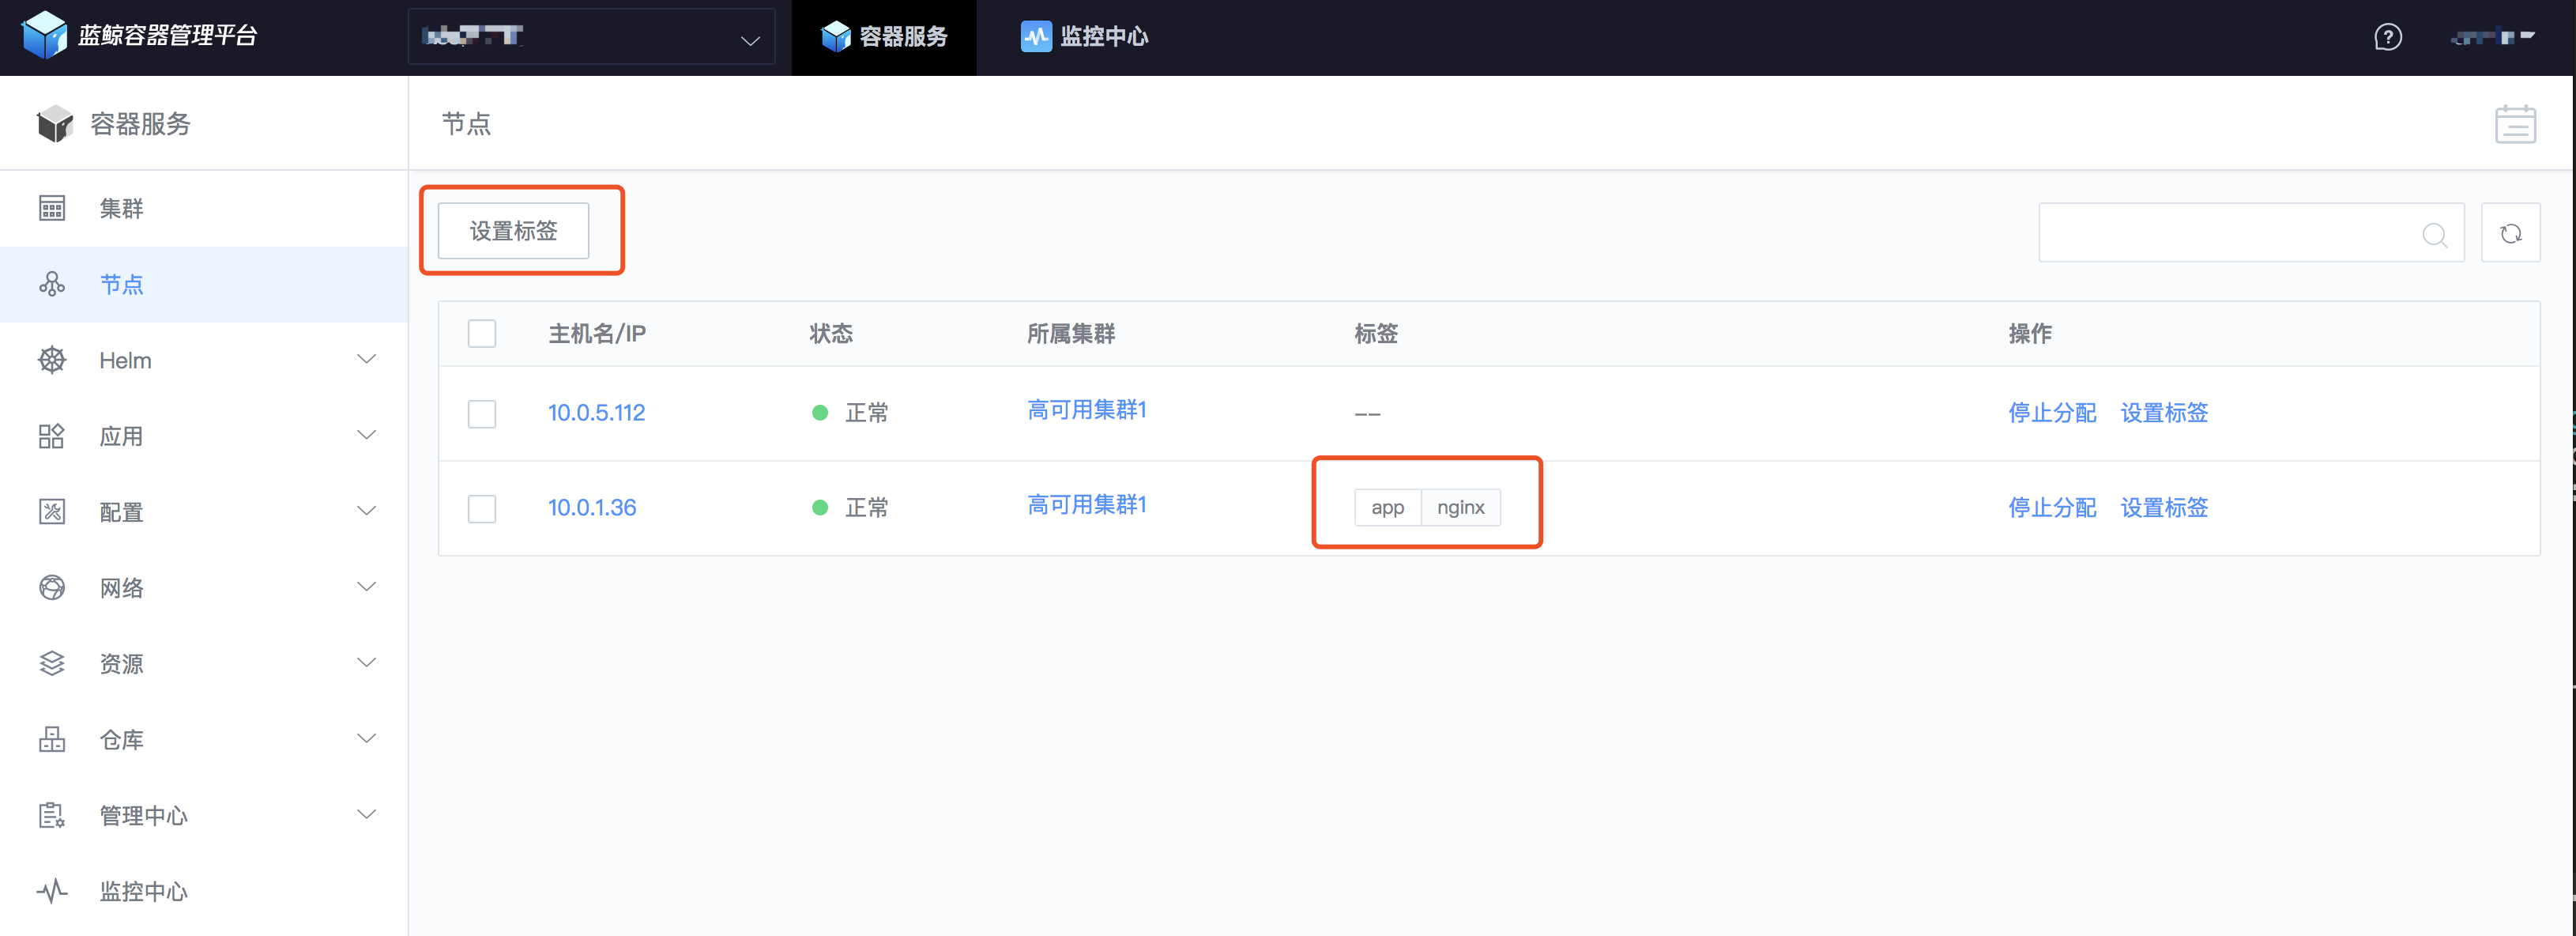 蓝鲸容器管理平台
容器服务
监控中心
容器服务
节点
集群
节点
Helm
应用
配置
网络
资源
仓库
管理中心
监控中心
设置标签
主机名/IP 状态 所属集群 标签 操作
10.0.5.112 正常 高可用集群1 -- 停止分配 设置标签
10.0.1.36 正常 高可用集群1 app nginx 停止分配 设置标签